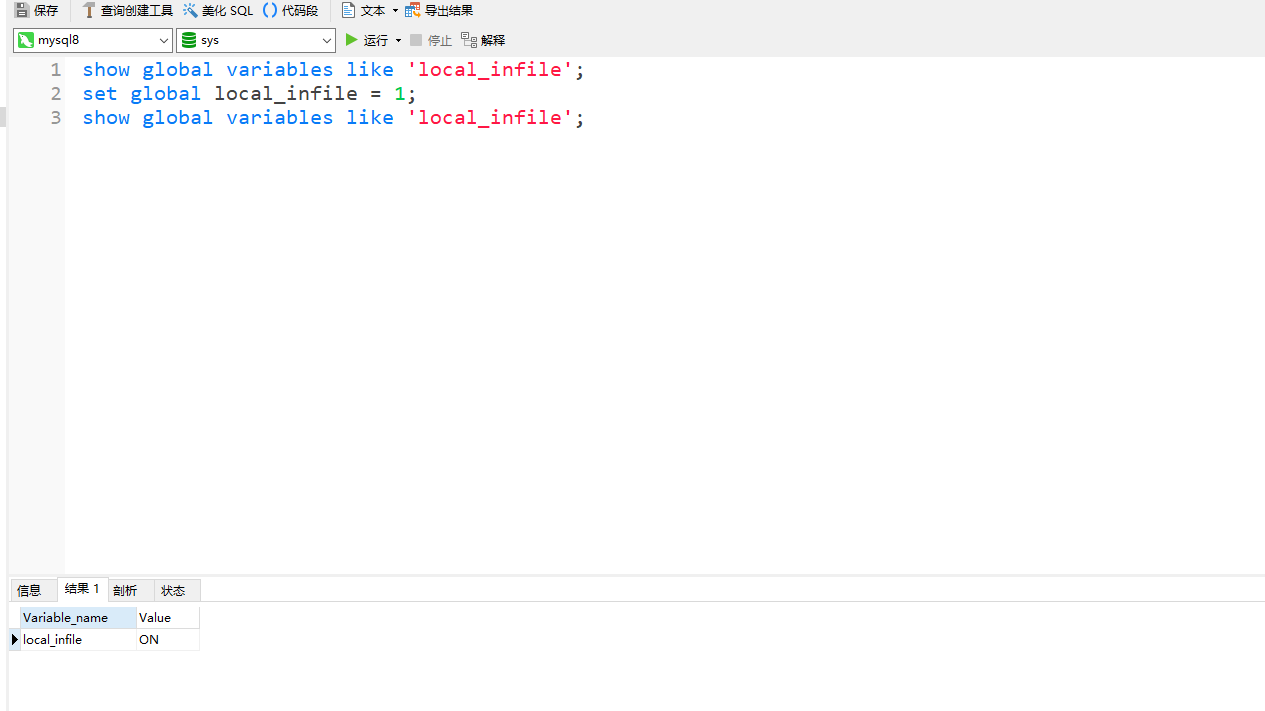 保存 查询创建工具 美化 SQL () 代码段 文本 导出结果
mysql8 sys 运行 停止 解释
1 show global variables like 'local_infile';
2 set global local_infile = 1;
3 show global variables like 'local_infile';
信息 结果 1 剖析 状态
Variable_name Value
local_infile ON